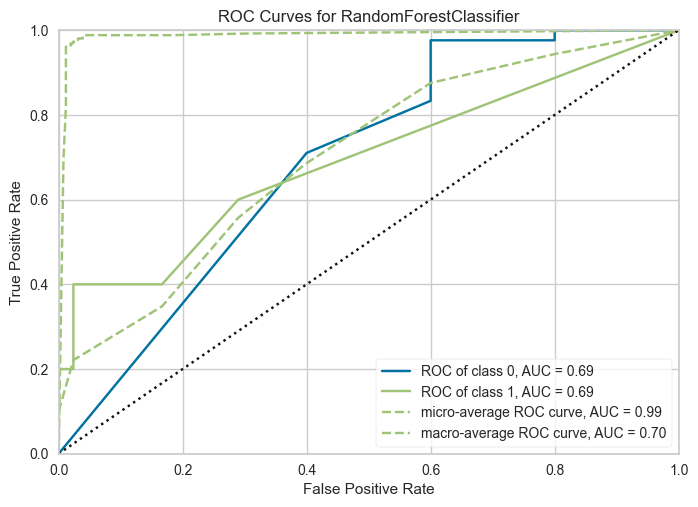 ROC Curves for RandomForestClassifier
1.0
0.8
0.6
0.4
0.2
0.0
True Positive Rate
ROC of class 0, AUC = 0.69
ROC of class 1, AUC = 0.69
micro-average ROC curve, AUC = 0.99
macro-average ROC curve, AUC = 0.70
0.0 0.2 0.4 0.6 0.8 1.0
False Positive Rate